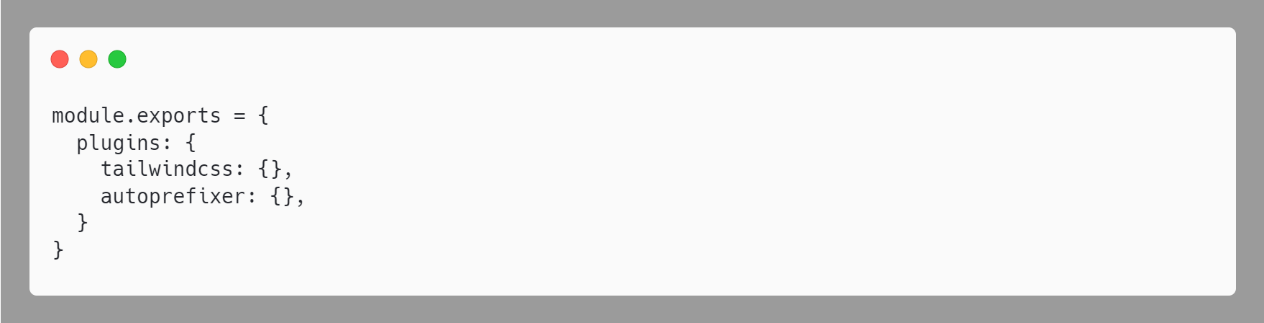 module.exports = {
  plugins: {
    tailwindcss: {},
    autoprefixer: {},
  }
}